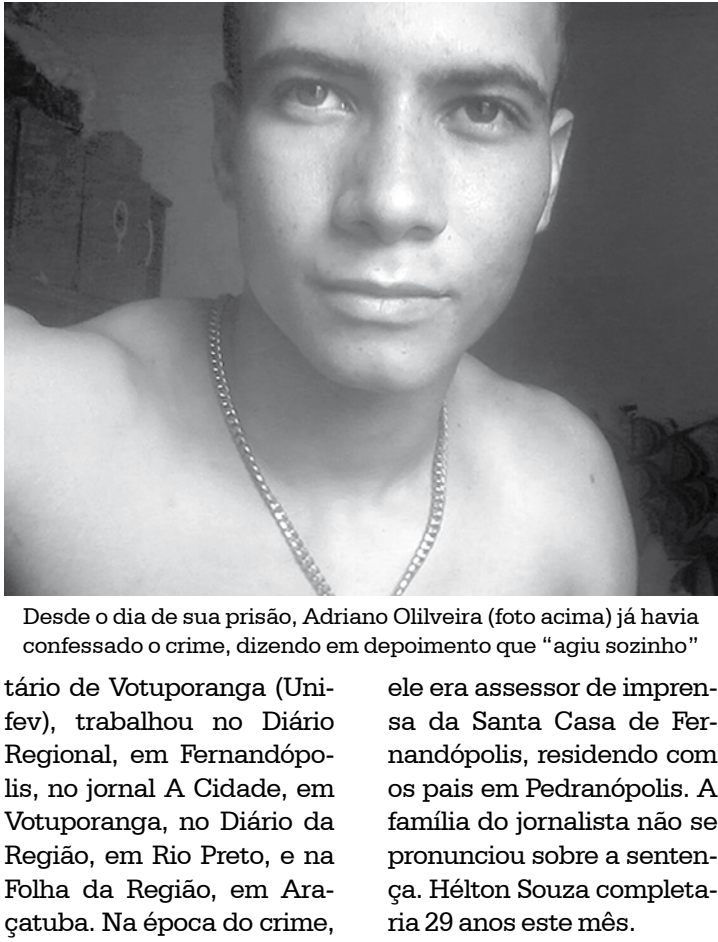 Desde o dia de sua prisão, Adriano Olilveira (foto acima) já havia
confessado o crime, dizendo em depoimento que “agiu sozinho”
tário de Votuporanga (Uni-
fev), trabalhou no Diário
Regional, em Fernandópo-
lis, no jornal A Cidade, em
Votuporanga, no Diário da
Região, em Rio Preto, e na
Folha da Região, em Ara-
çatuba. Na época do crime,
ele era assessor de impren-
sa da Santa Casa de Fer-
nandópolis, residendo com
os pais em Pedranópolis. A
família do jornalista não se
pronunciou sobre a senten-
ça. Hélton Souza completa-
ria 29 anos este mês.